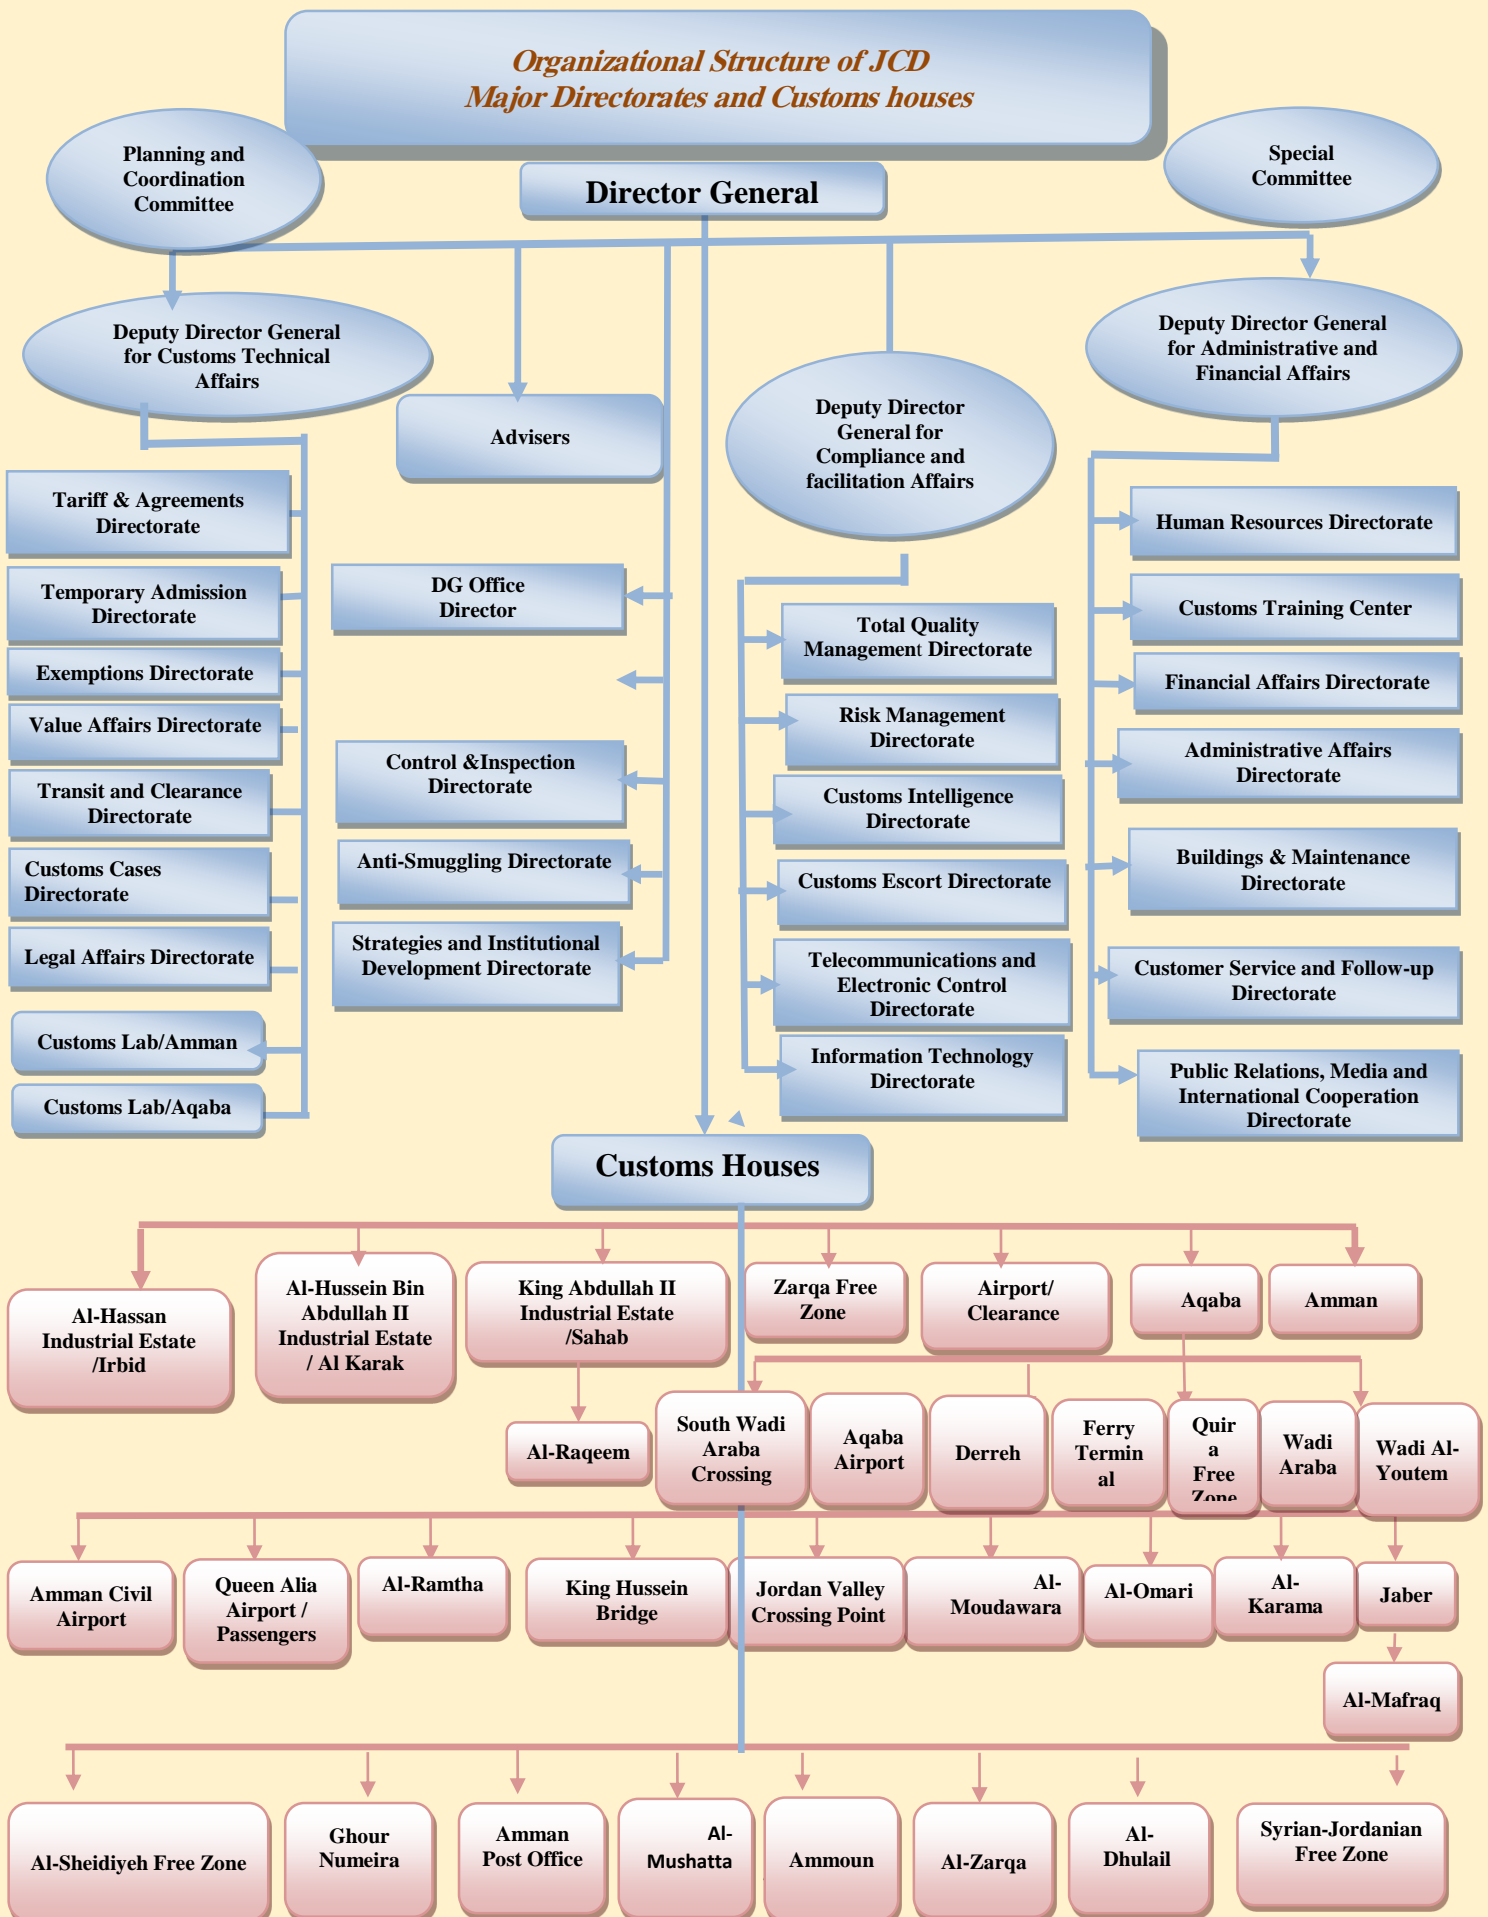 Organizational Structure of JCD
Major Directorates and Customs houses
Planning and
Coordination
Committee
Special
Committee
Director General
Deputy Director General
for Customs Technical
Affairs
Advisers
Deputy Director
General for
Compliance and
facilitation Affairs
Deputy Director General
for Administrative and
Financial Affairs
Tariff & Agreements
Directorate
Temporary Admission
Directorate
Exemptions Directorate
Value Affairs Directorate
Transit and Clearance
Directorate
Customs Cases
Directorate
Legal Affairs Directorate
Customs Lab/Amman
Customs Lab/Aqaba
DG Office
Director
Control &Inspection
Directorate
Anti-Smuggling Directorate
Strategies and Institutional
Development Directorate
Total Quality
Management Directorate
Risk Management
Directorate
Customs Intelligence
Directorate
Customs Escort Directorate
Telecommunications and
Electronic Control
Directorate
Information Technology
Directorate
Human Resources Directorate
Customs Training Center
Financial Affairs Directorate
Administrative Affairs
Directorate
Buildings & Maintenance
Directorate
Customer Service and Follow-up
Directorate
Public Relations, Media and
International Cooperation
Directorate
Customs Houses
Al-Hassan
Industrial Estate
/Irbid
Al-Hussein Bin
Abdullah II
Industrial Estate
/ Al Karak
King Abdullah II
Industrial Estate
/Sahab
Zarqa Free
Zone
Airport/
Clearance
Aqaba
Amman
Al-Raqeem
South Wadi
Araba
Crossing
Aqaba
Airport
Derreh
Ferry
Termin
al
Quir
a
Free
Zone
Wadi
Araba
Wadi Al-
Youtem
Amman Civil
Airport
Queen Alia
Airport /
Passengers
Al-Ramtha
King Hussein
Bridge
Jordan Valley
Crossing Point
Al-
Moudawara
Al-Omari
Al-
Karama
Jaber
Al-Mafraq
Al-Sheidiyeh Free Zone
Ghour
Numeira
Amman
Post Office
Al-
Mushatta
Ammoun
Al-Zarqa
Al-
Dhulail
Syrian-Jordanian
Free Zone